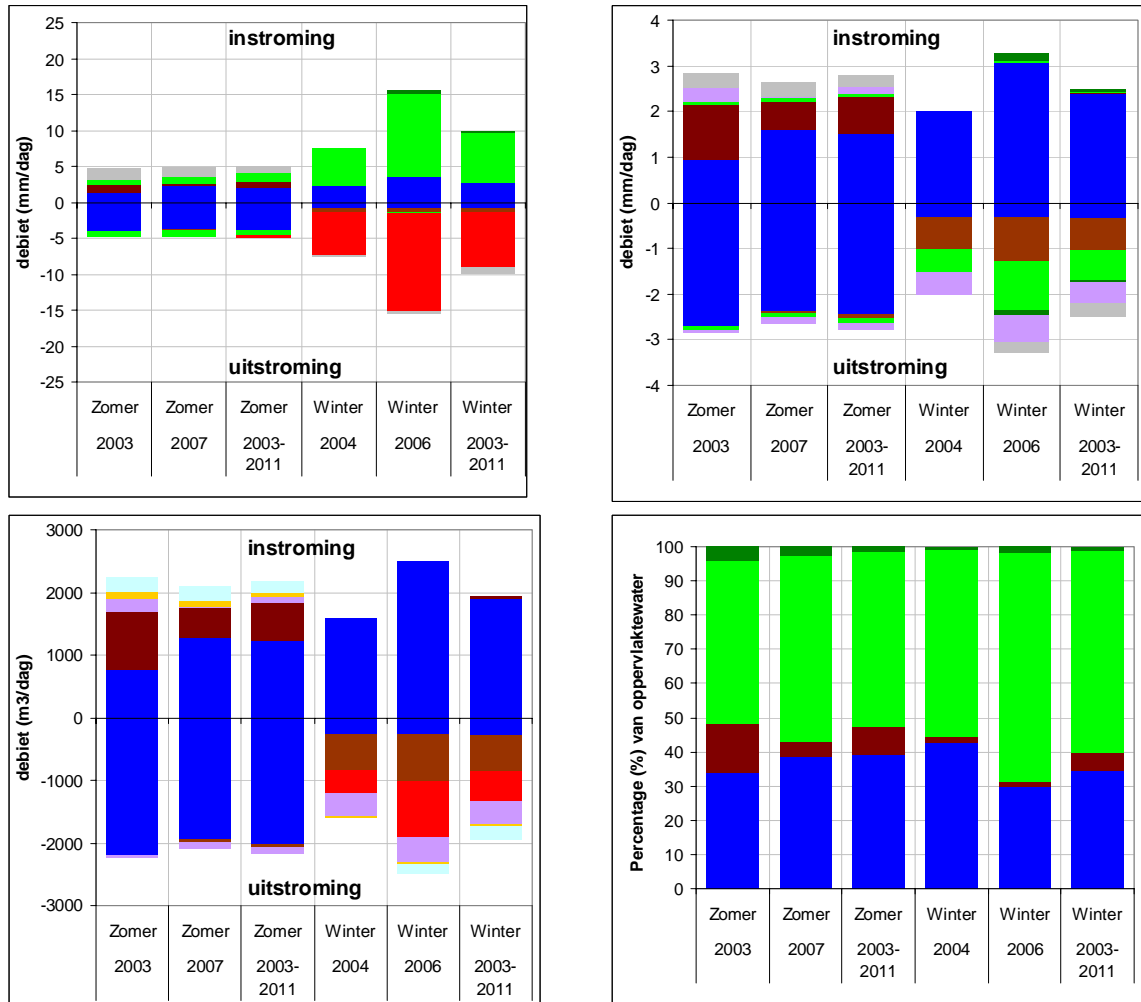 25
20
15
10
5
0
-5
-10
-15
-20
-25
debiet (mm/dag)
instroming
uitstroming
Zomer Zomer Zomer Winter Winter Winter
2003 2007 2003- 2004 2006 2003-
2011 2011
4
3
2
1
0
-1
-2
-3
-4
debiet (mm/dag)
instroming
uitstroming
Zomer Zomer Zomer Winter Winter Winter
2003 2007 2003- 2004 2006 2003-
2011 2011
3000
2000
1000
0
-1000
-2000
-3000
debiet (m3/dag)
instroming
uitstroming
Zomer Zomer Zomer Winter Winter Winter
2003 2007 2003- 2004 2006 2003-
2011 2011
100
90
80
70
60
50
40
30
20
10
0
Percentage (%) van oppervlaktewater
Zomer Zomer Zomer Winter Winter Winter
2003 2007 2003- 2004 2006 2003-
2011 2011